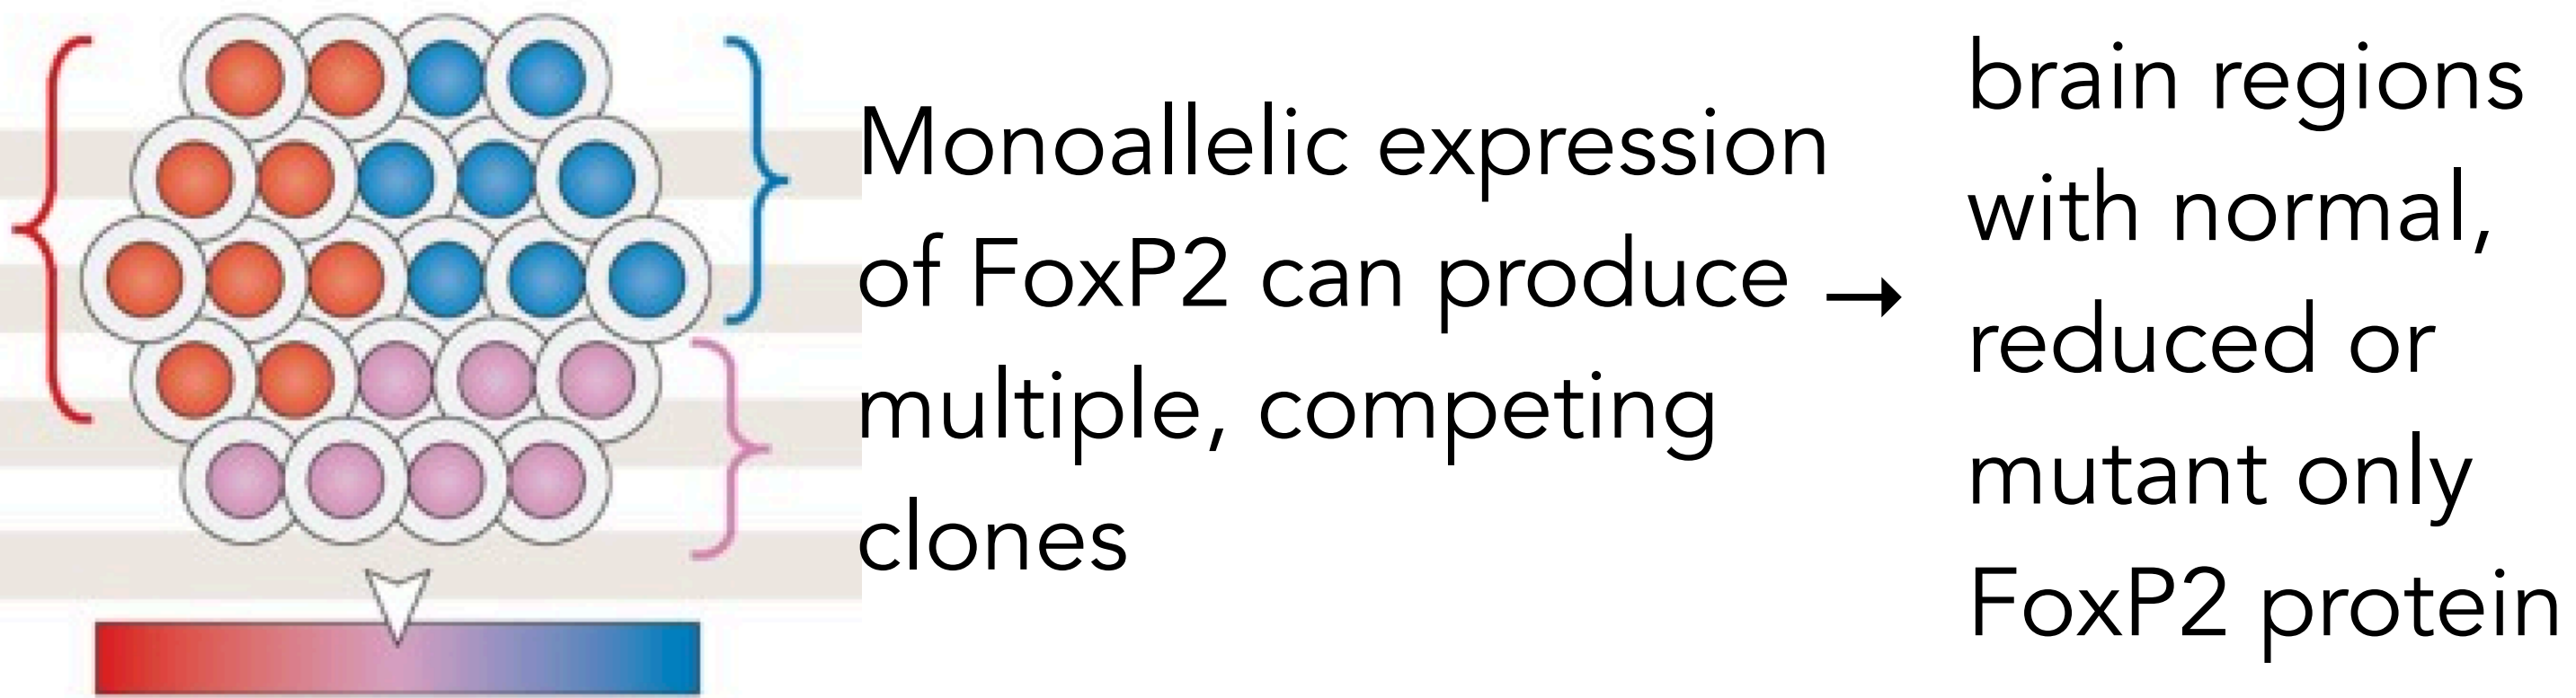 Monoallelic expression
of FoxP2 can produce →
multiple, competing
clones
brain regions
with normal,
reduced or
mutant only
FoxP2 protein